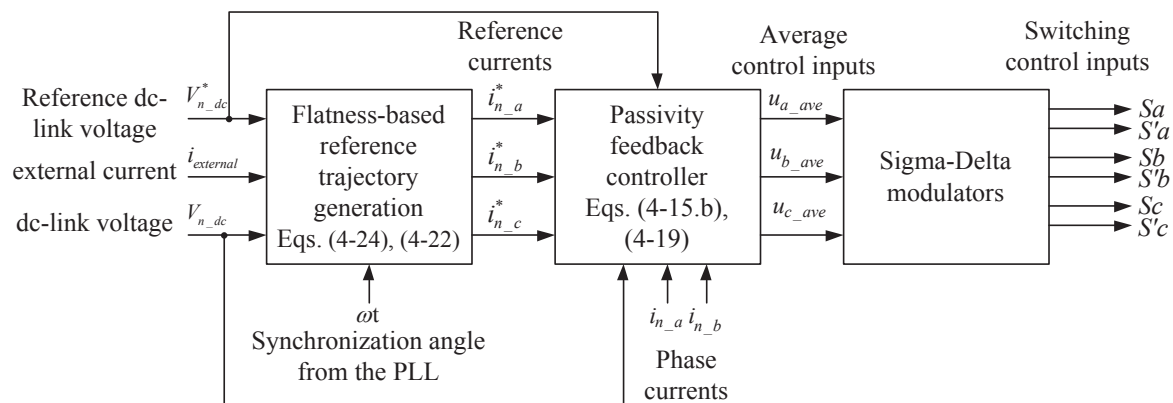 Reference dc-
link voltage
V*n_dc
external current
i external
dc-link voltage
Vn_dc
Flatness-based
reference
trajectory
generation
Eqs. (4-24), (4-22)
ωt
Synchronization angle
from the PLL
Reference
currents
i*n_a
i*n_b
i*n_c
Passivity
feedback
controller
Eqs. (4-15.b),
(4-19)
in_a in_b
Phase
currents
Average
control inputs
ua_ave
ub_ave
uc_ave
Sigma-Delta
modulators
Switching
control inputs
Sa
S'a
Sb
S'b
Sc
S'c